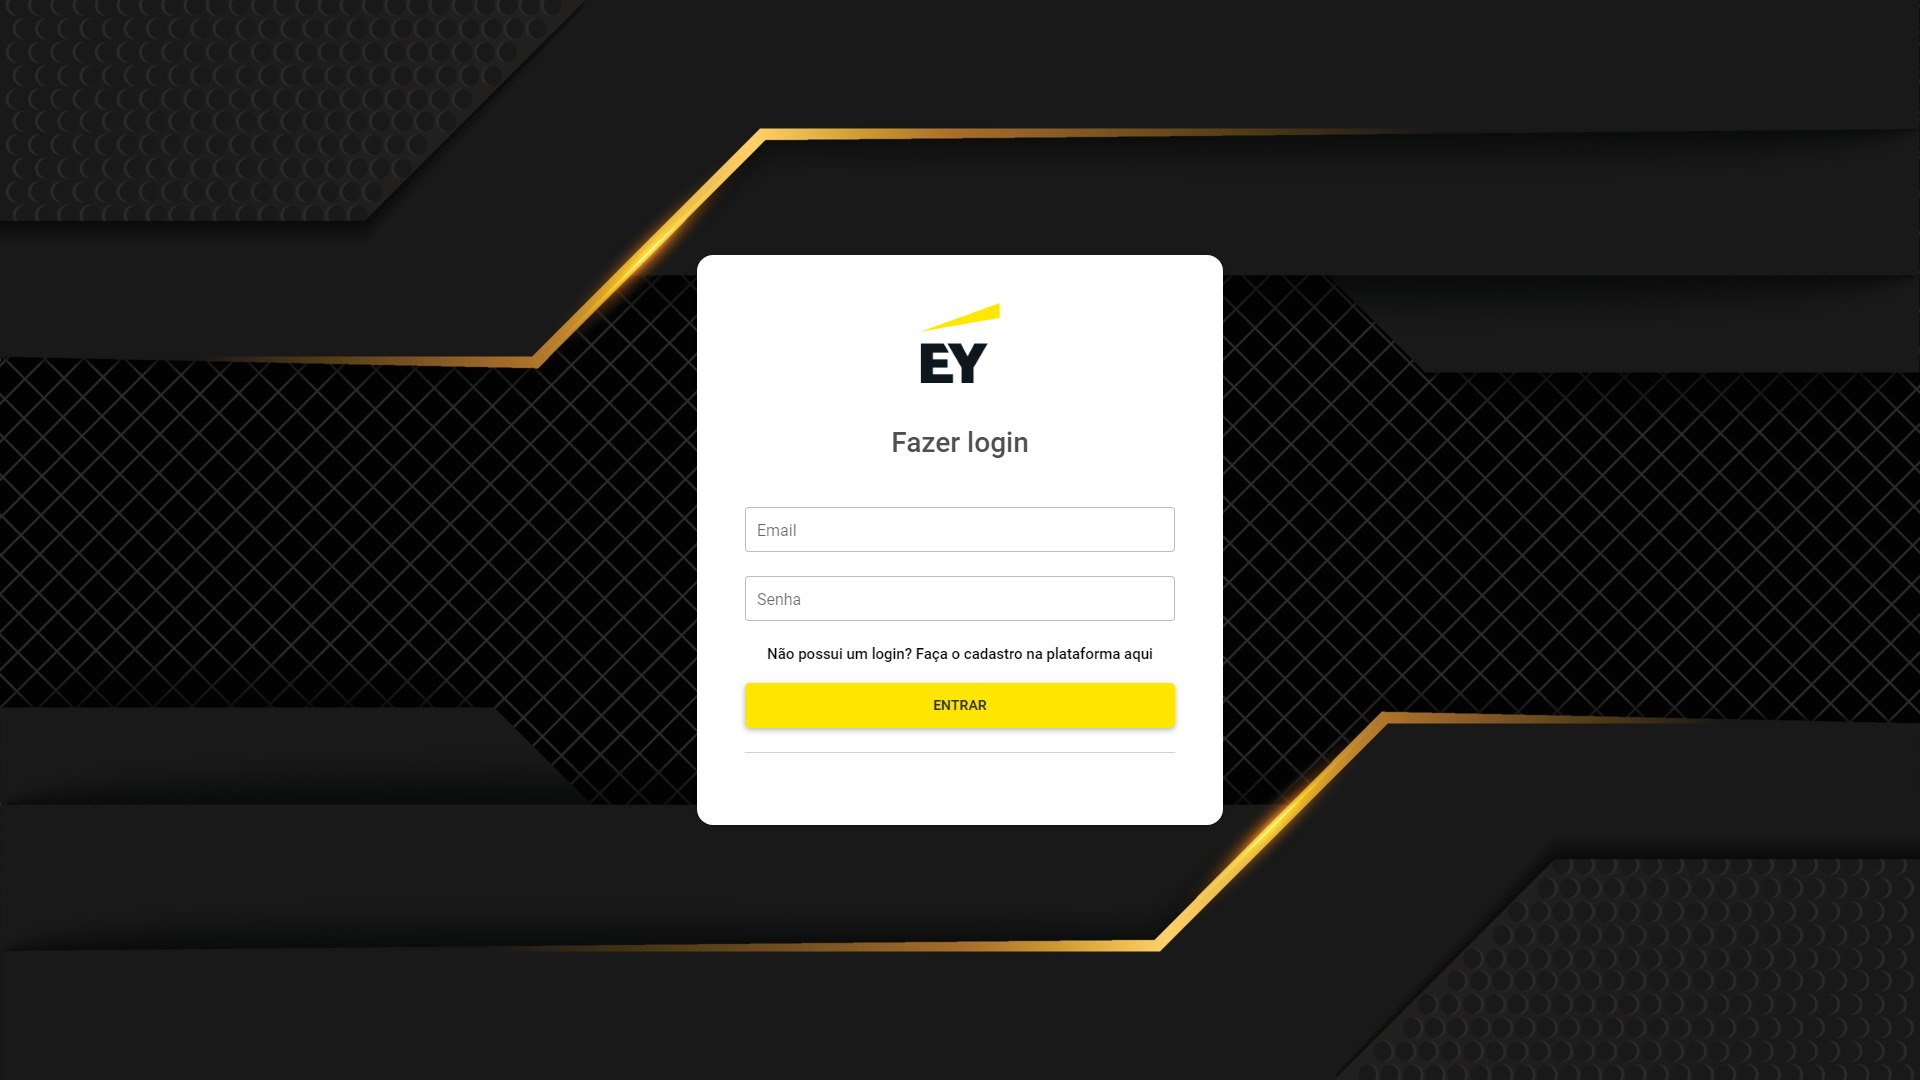 EY
Fazer login
Email
Senha
Não possui um login? Faça o cadastro na plataforma aqui
ENTRAR